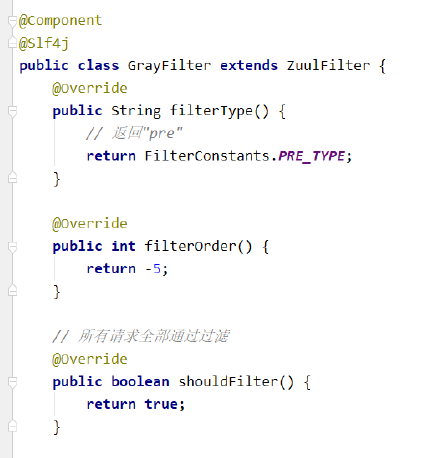 @Component
@Slf4j
public class GrayFilter extends ZuulFilter {
    @Override
    public String filterType() {
        // 返回"pre"
        return FilterConstants.PRE_TYPE;
    }

    @Override
    public int filterOrder() {
        return -5;
    }

    // 所有请求全部通过过滤
    @Override
    public boolean shouldFilter() {
        return true;
    }